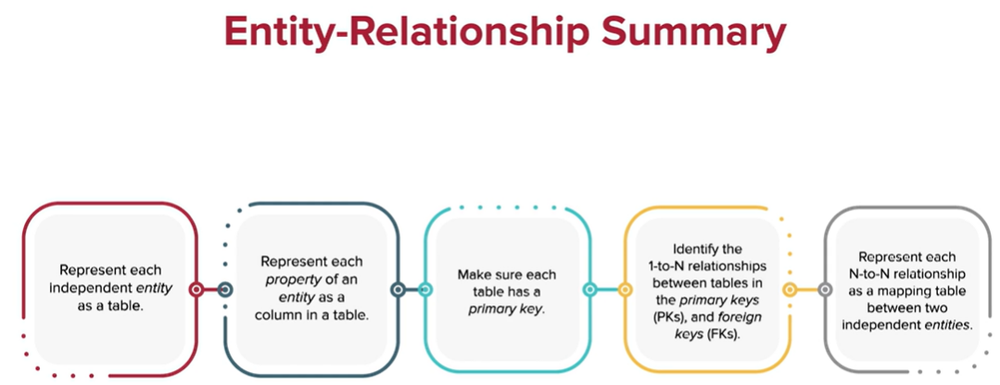 Entity-Relationship Summary
Represent each
independent entity
as a table.
Represent each
property of an
entity as a
column in a table.
Make sure each
table has a
primary key.
Identify the
1-to-N relationships
between tables in
the primary keys
(PKs), and foreign
keys (FKs).
Represent each
N-to-N relationship
as a mapping table
between two
independent entities.